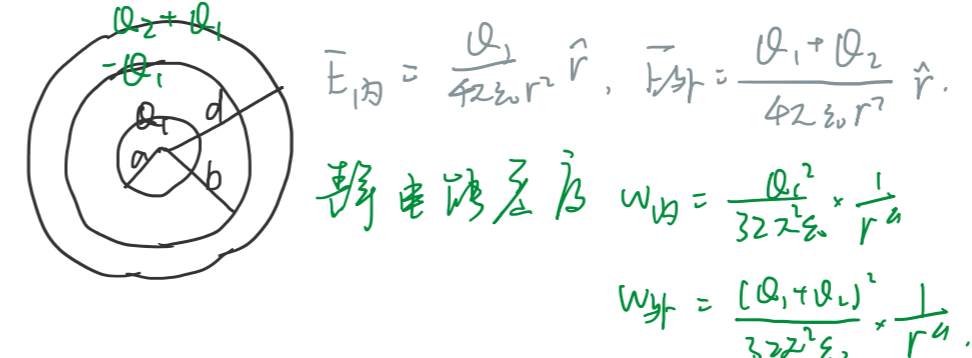 Q₂+Q₁
-Q₁
Q₁
a
d
b
E内 = Q₁/(4πε₀r²) r̂, E外 = (Q₁+Q₂)/(4πε₀r²) r̂.
静电能密度 w内 = Q₁²/(32π²ε₀) × 1/r⁴
w外 = (Q₁+Q₂)²/(32π²ε₀) × 1/r⁴.